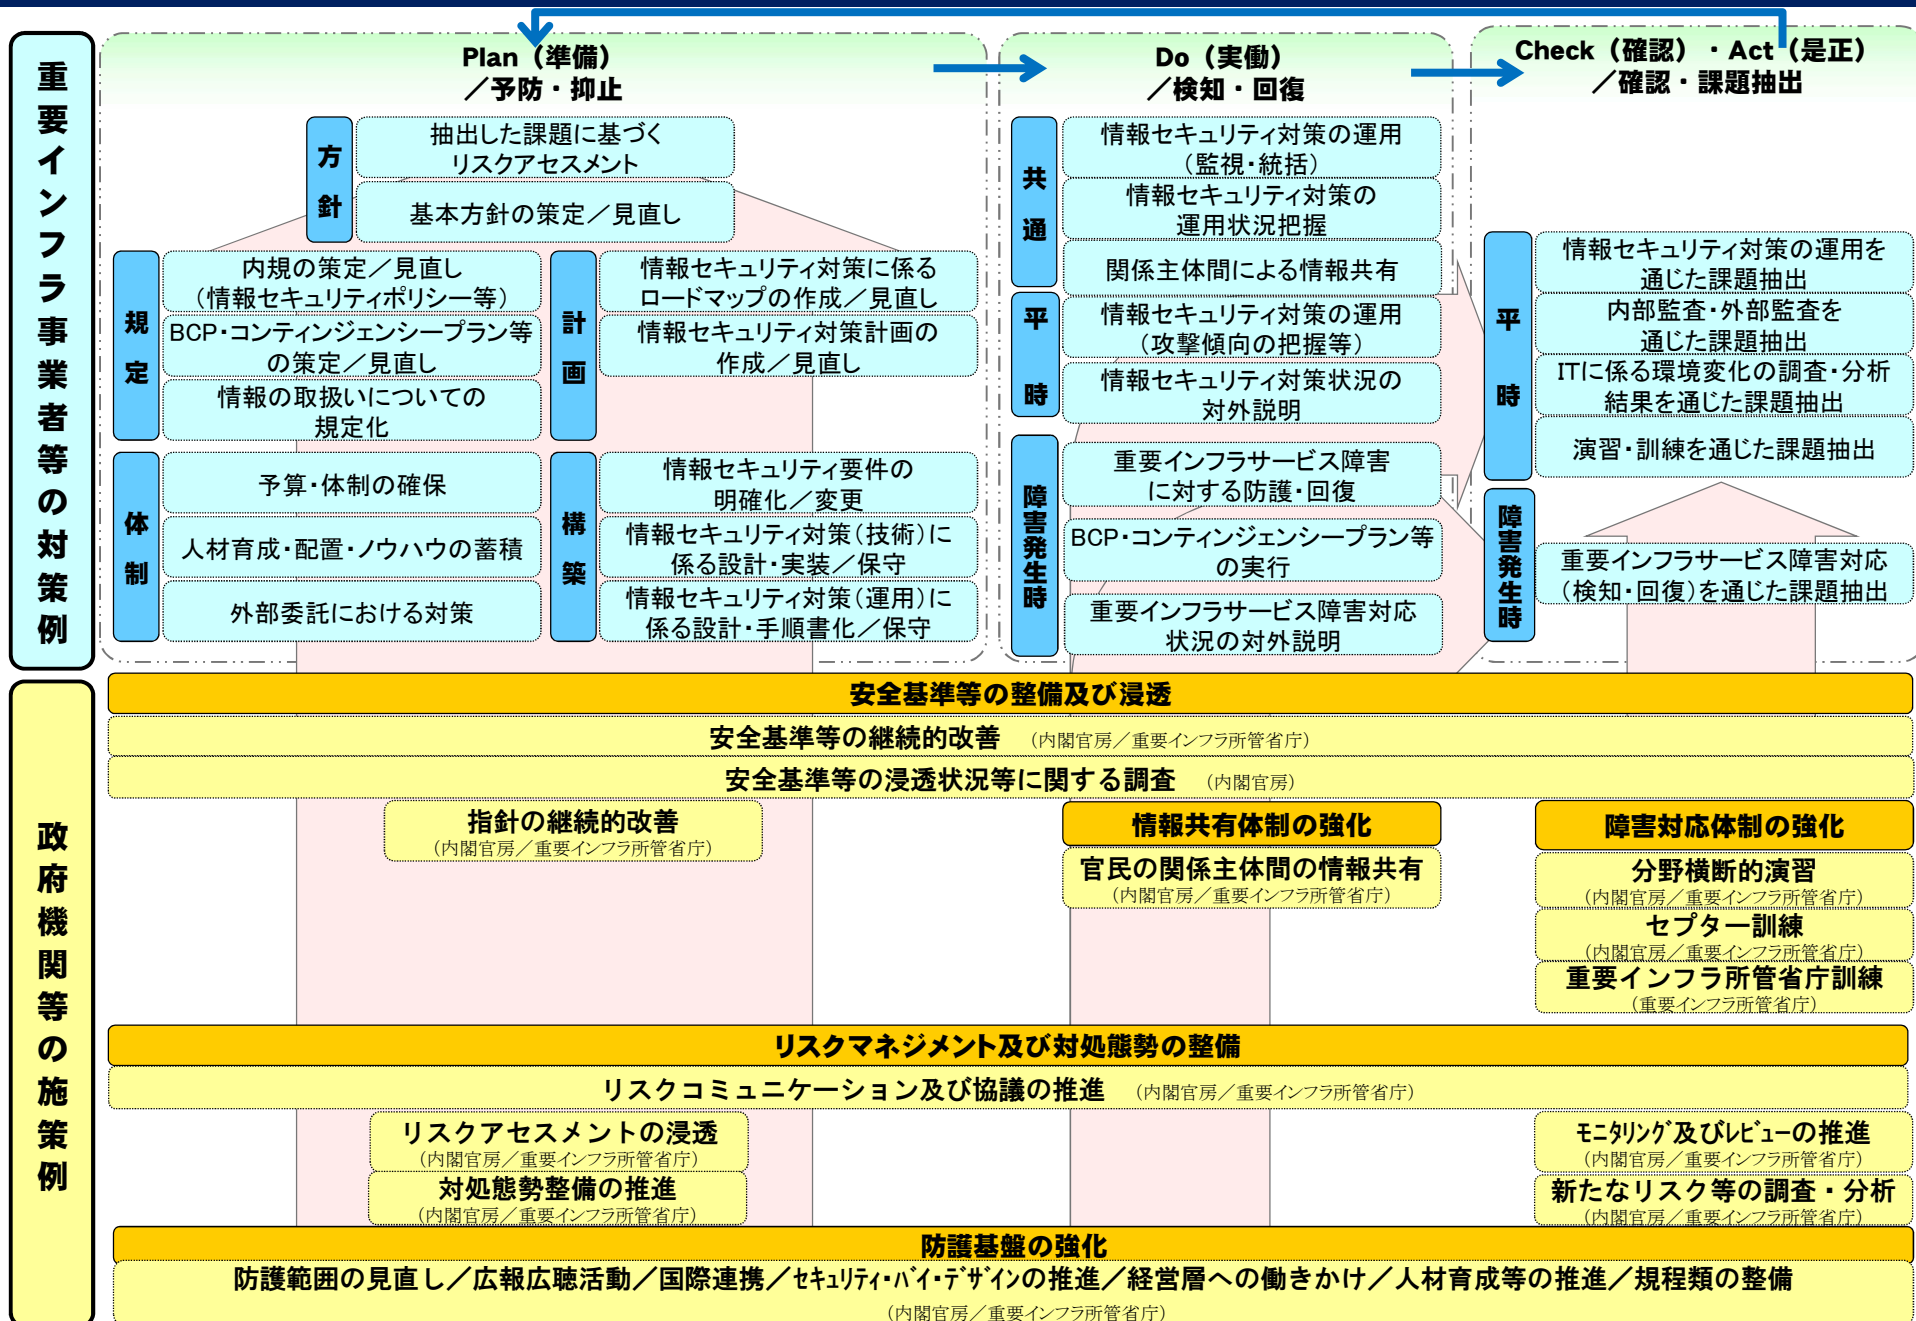 重要インフラ事業者等の対策例
Plan（準備）
／予防・抑止
方針
抽出した課題に基づく
リスクアセスメント
基本方針の策定／見直し
規定
内規の策定／見直し
（情報セキュリティポリシー等）
BCP・コンティンジェンシープラン等
の策定／見直し
情報の取扱いについての
規定化
計画
情報セキュリティ対策に係る
ロードマップの作成／見直し
情報セキュリティ対策計画の
作成／見直し
体制
予算・体制の確保
人材育成・配置・ノウハウの蓄積
外部委託における対策
構築
情報セキュリティ要件の
明確化／変更
情報セキュリティ対策（技術）に
係る設計・実装／保守
情報セキュリティ対策（運用）に
係る設計・手順書化／保守
Do（実働）
／検知・回復
共通
情報セキュリティ対策の運用
（監視・統括）
情報セキュリティ対策の
運用状況把握
関係主体間による情報共有
平時
情報セキュリティ対策の運用
（攻撃傾向の把握等）
情報セキュリティ対策状況の
対外説明
障害発生時
重要インフラサービス障害
に対する防護・回復
BCP・コンティンジェンシープラン等
の実行
重要インフラサービス障害対応
状況の対外説明
Check（確認）・Act（是正）
／確認・課題抽出
平時
情報セキュリティ対策の運用を
通じた課題抽出
内部監査・外部監査を
通じた課題抽出
ITに係る環境変化の調査・分析
結果を通じた課題抽出
演習・訓練を通じた課題抽出
障害発生時
重要インフラサービス障害対応
（検知・回復）を通じた課題抽出
政府機関等の施策例
安全基準等の整備及び浸透
安全基準等の継続的改善 （内閣官房／重要インフラ所管省庁）
安全基準等の浸透状況等に関する調査 （内閣官房）
指針の継続的改善
（内閣官房／重要インフラ所管省庁）
情報共有体制の強化
官民の関係主体間の情報共有
（内閣官房／重要インフラ所管省庁）
障害対応体制の強化
分野横断的演習
（内閣官房／重要インフラ所管省庁）
セプター訓練
（内閣官房／重要インフラ所管省庁）
重要インフラ所管省庁訓練
（重要インフラ所管省庁）
リスクマネジメント及び対処態勢の整備
リスクコミュニケーション及び協議の推進 （内閣官房／重要インフラ所管省庁）
リスクアセスメントの浸透
（内閣官房／重要インフラ所管省庁）
対処態勢整備の推進
（内閣官房／重要インフラ所管省庁）
ﾓﾆﾀﾘﾝｸﾞ及びﾚﾋﾞｭｰの推進
（内閣官房／重要インフラ所管省庁）
新たなリスク等の調査・分析
（内閣官房／重要インフラ所管省庁）
防護基盤の強化
防護範囲の見直し／広報広聴活動／国際連携／ｾｷｭﾘﾃｨ･ﾊﾞｲ･ﾃﾞｻﾞｲﾝの推進／経営層への働きかけ／人材育成等の推進／規程類の整備
（内閣官房／重要インフラ所管省庁）